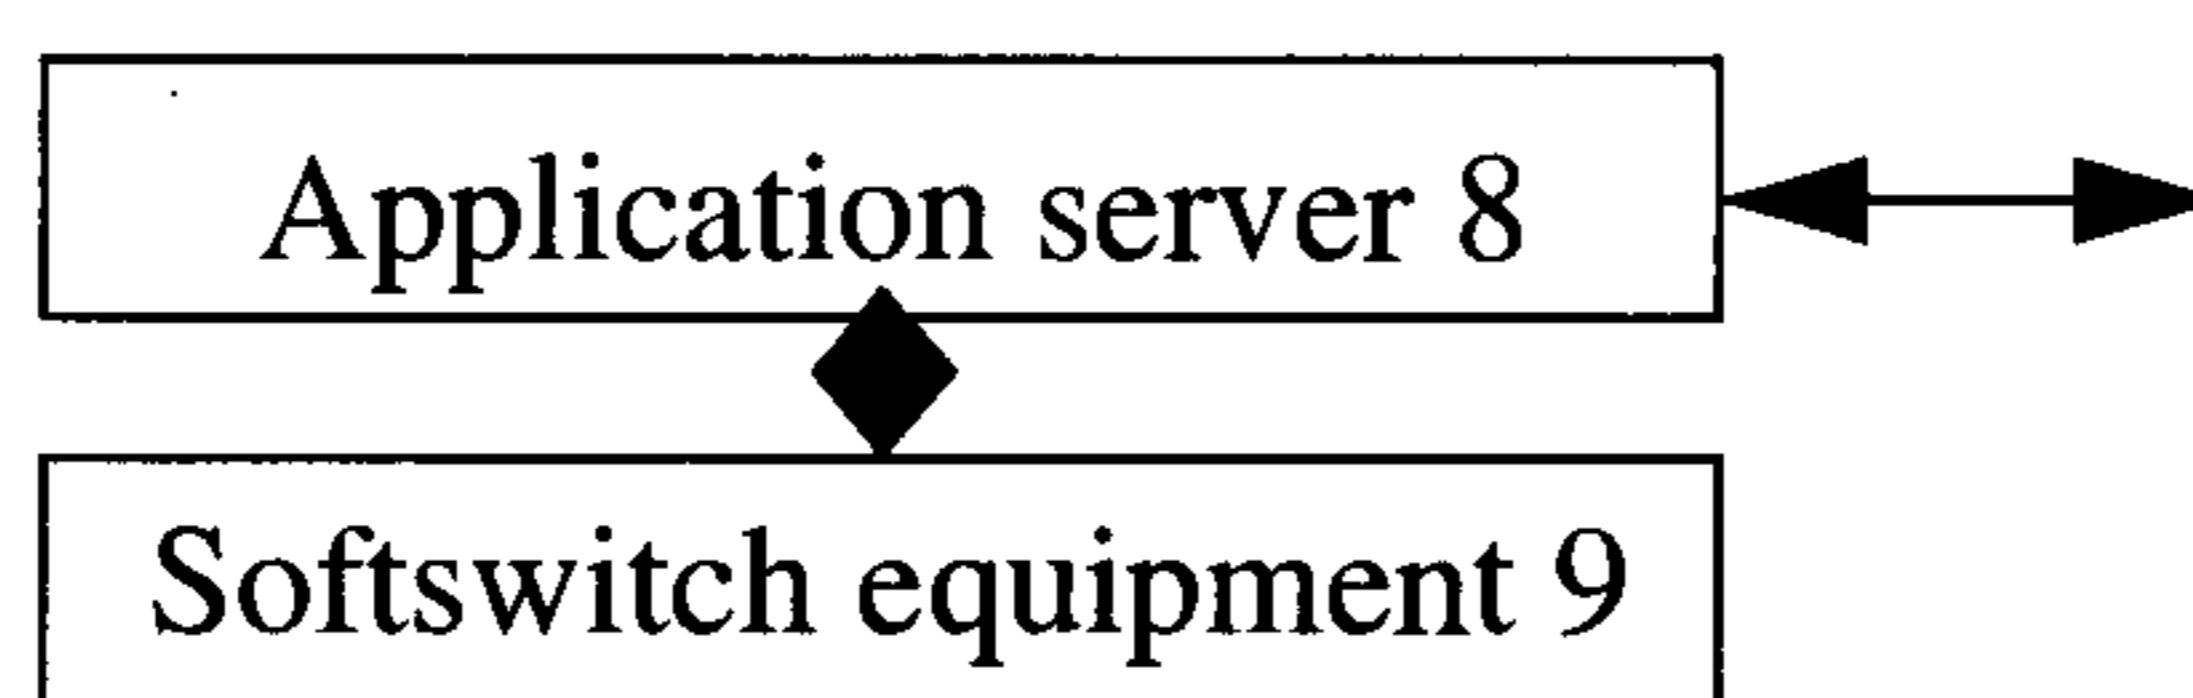 Application server 8
Softswitch equipment 9